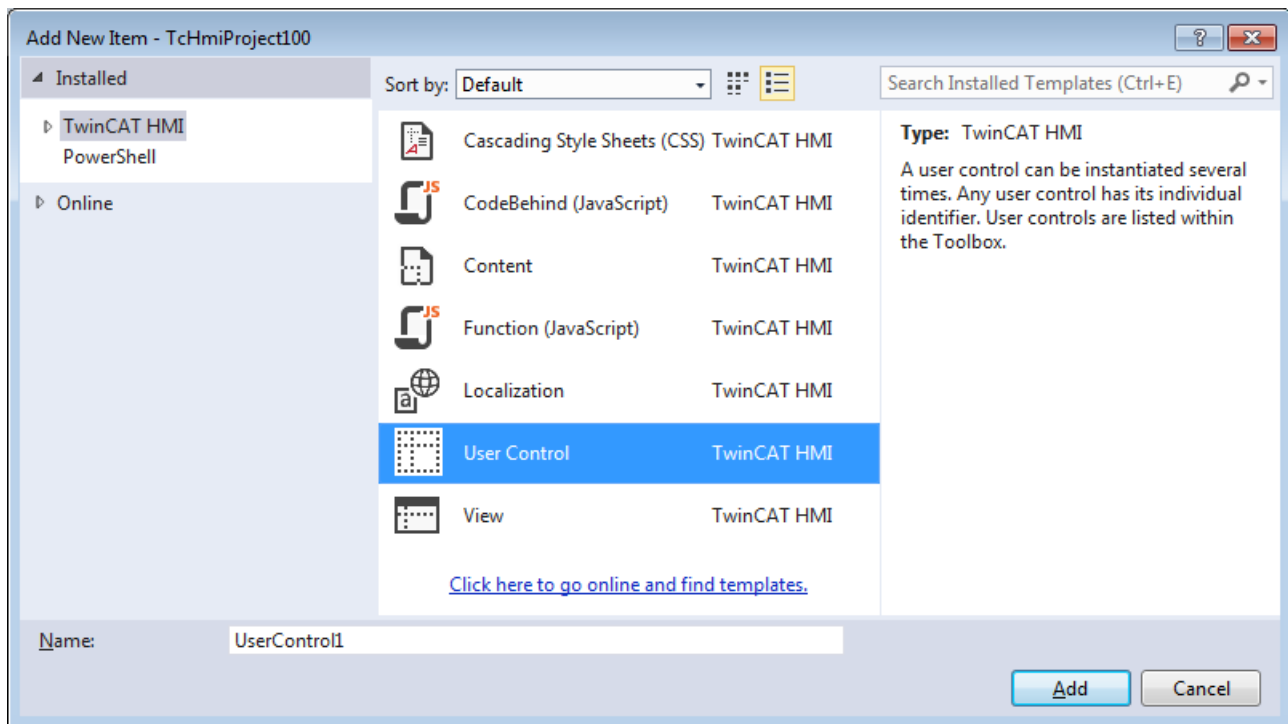 Add New Item - TcHmiProject100
Installed
TwinCAT HMI
PowerShell
Online
Sort by: Default
Search Installed Templates (Ctrl+E)
Cascading Style Sheets (CSS) TwinCAT HMI
JS
CodeBehind (JavaScript) TwinCAT HMI
Content TwinCAT HMI
JS
Function (JavaScript) TwinCAT HMI
a
Localization TwinCAT HMI
User Control TwinCAT HMI
View TwinCAT HMI
Click here to go online and find templates.
Type: TwinCAT HMI
A user control can be instantiated several
times. Any user control has its individual
identifier. User controls are listed within
the Toolbox.
Name: UserControl1
Add Cancel